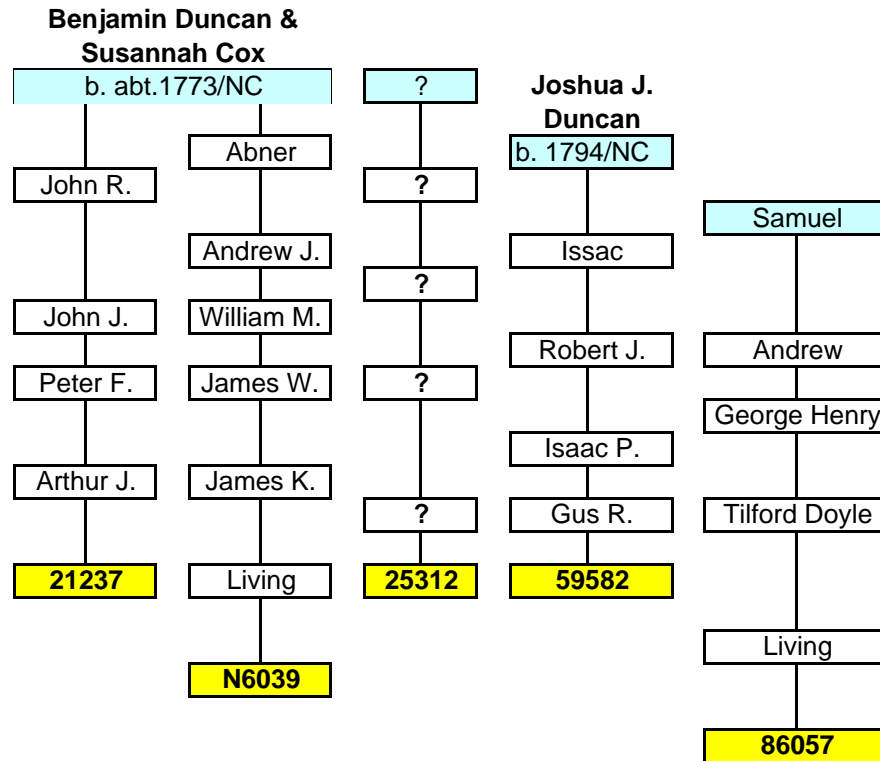 Benjamin Duncan &
Susannah Cox
b. abt.1773/NC
John R.
John J.
Peter F.
Arthur J.
21237
Abner
Andrew J.
William M.
James W.
James K.
Living
N6039
?
?
?
?
?
25312
Joshua J.
Duncan
b. 1794/NC
Issac
Robert J.
Isaac P.
Gus R.
59582
Samuel
Andrew
George Henry
Tilford Doyle
Living
86057